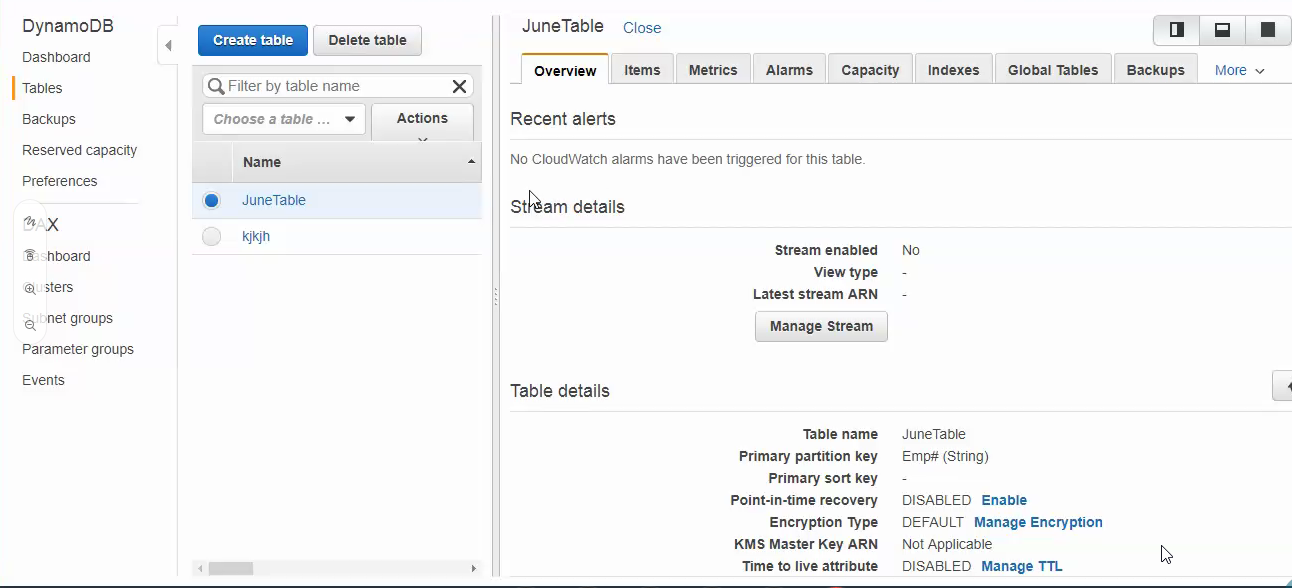 DynamoDB
Dashboard
Tables
Backups
Reserved capacity
Preferences
DAX
Dashboard
Clusters
Subnet groups
Parameter groups
Events
Create table
Delete table
Filter by table name
Choose a table ...
Actions
Name
JuneTable
kjkjh
JuneTable Close
Overview Items Metrics Alarms Capacity Indexes Global Tables Backups More
Recent alerts
No CloudWatch alarms have been triggered for this table.
Stream details
Stream enabled No
View type -
Latest stream ARN -
Manage Stream
Table details
Table name JuneTable
Primary partition key Emp# (String)
Primary sort key -
Point-in-time recovery DISABLED Enable
Encryption Type DEFAULT Manage Encryption
KMS Master Key ARN Not Applicable
Time to live attribute DISABLED Manage TTL